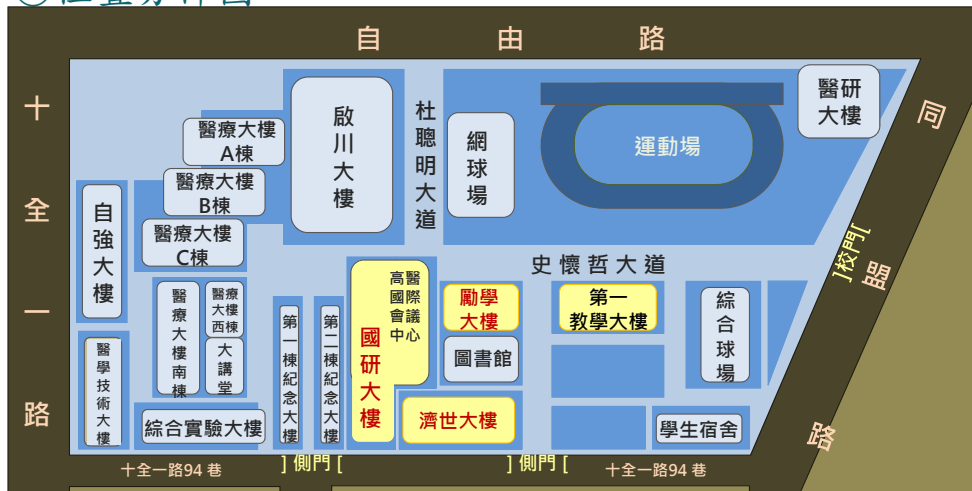 自由路
十全一路
同盟路
醫研
大樓
啟川大樓
杜聰明大道
網球場
運動場
醫療大樓
A棟
醫療大樓
B棟
醫療大樓
C棟
自強大樓
]校門[
史懷哲大道
醫療大樓南棟
醫療
大樓
西棟
大講堂
第一棟紀念大樓
第二棟紀念大樓
高醫
國際
會議
中心
國研大樓
勵學
大樓
圖書館
第一
教學大樓
綜合球場
醫學技術大樓
綜合實驗大樓
濟世大樓
學生宿舍
十全一路94 巷
]側門[
]側門[
十全一路94 巷